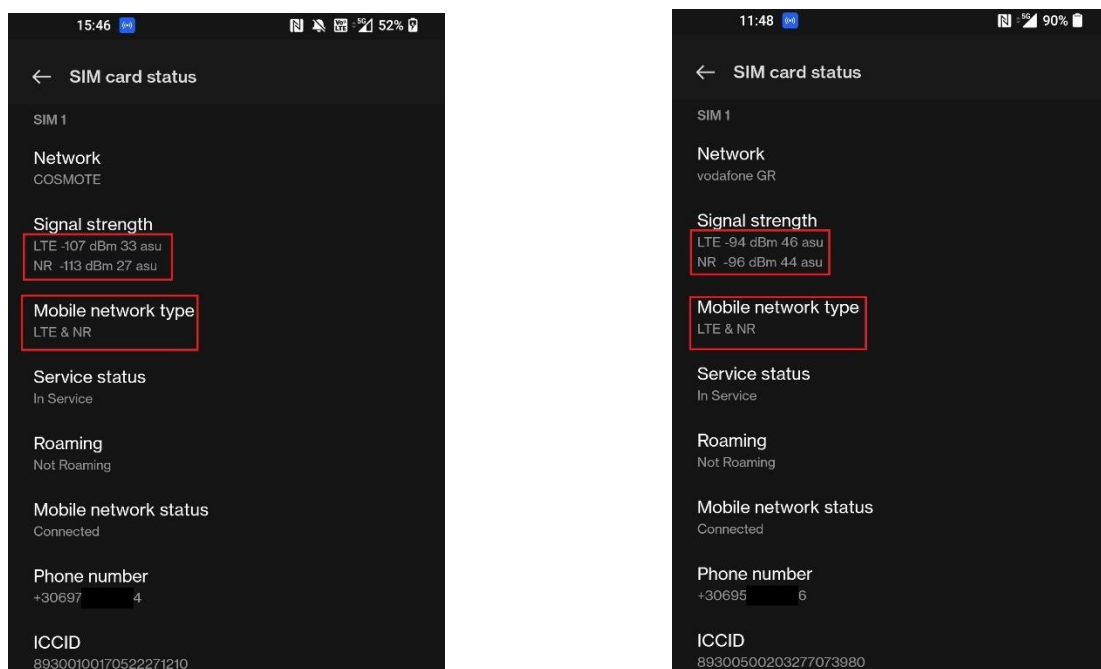 15:46 5G 52%
SIM card status
SIM 1
Network
COSMOTE
Signal strength
LTE -107 dBm 33 asu
NR -113 dBm 27 asu
Mobile network type
LTE & NR
Service status
In Service
Roaming
Not Roaming
Mobile network status
Connected
Phone number
+30697 4
ICCID
89300100170522271210
11:48 5G 90%
SIM card status
SIM 1
Network
vodafone GR
Signal strength
LTE -94 dBm 46 asu
NR -96 dBm 44 asu
Mobile network type
LTE & NR
Service status
In Service
Roaming
Not Roaming
Mobile network status
Connected
Phone number
+30695 6
ICCID
89300500203277073980